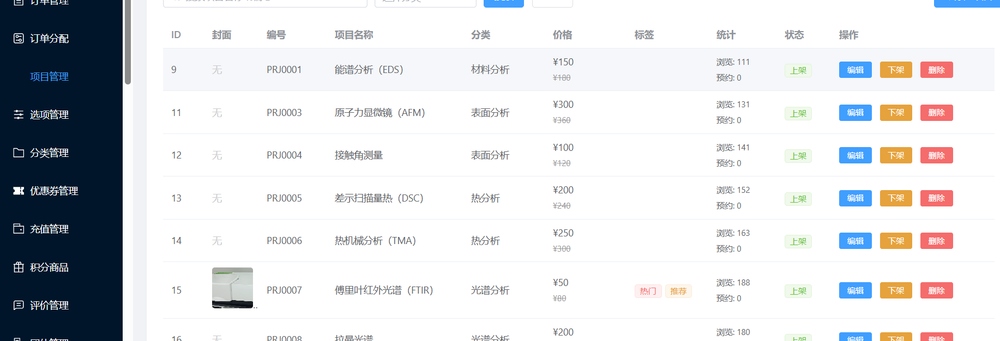 订单管理
订单分配
项目管理
选项管理
分类管理
优惠券管理
充值管理
积分商品
评价管理
ID 封面 编号 项目名称 分类 价格 标签 统计 状态 操作
9 无 PRJ0001 能谱分析（EDS） 材料分析 ¥150 ¥180 浏览: 111 预约: 0 上架 编辑 下架 删除
11 无 PRJ0003 原子力显微镜（AFM） 表面分析 ¥300 ¥360 浏览: 131 预约: 0 上架 编辑 下架 删除
12 无 PRJ0004 接触角测量 表面分析 ¥100 ¥120 浏览: 141 预约: 0 上架 编辑 下架 删除
13 无 PRJ0005 差示扫描量热（DSC） 热分析 ¥200 ¥240 浏览: 152 预约: 0 上架 编辑 下架 删除
14 无 PRJ0006 热机械分析（TMA） 热分析 ¥250 ¥300 浏览: 163 预约: 0 上架 编辑 下架 删除
15 .. PRJ0007 傅里叶红外光谱（FTIR） 光谱分析 ¥50 ¥80 热门 推荐 浏览: 188 预约: 0 上架 编辑 下架 删除
16 无 PRJ0008 拉曼光谱 光谱分析 ¥200 浏览: 180 上架 编辑 下架 删除